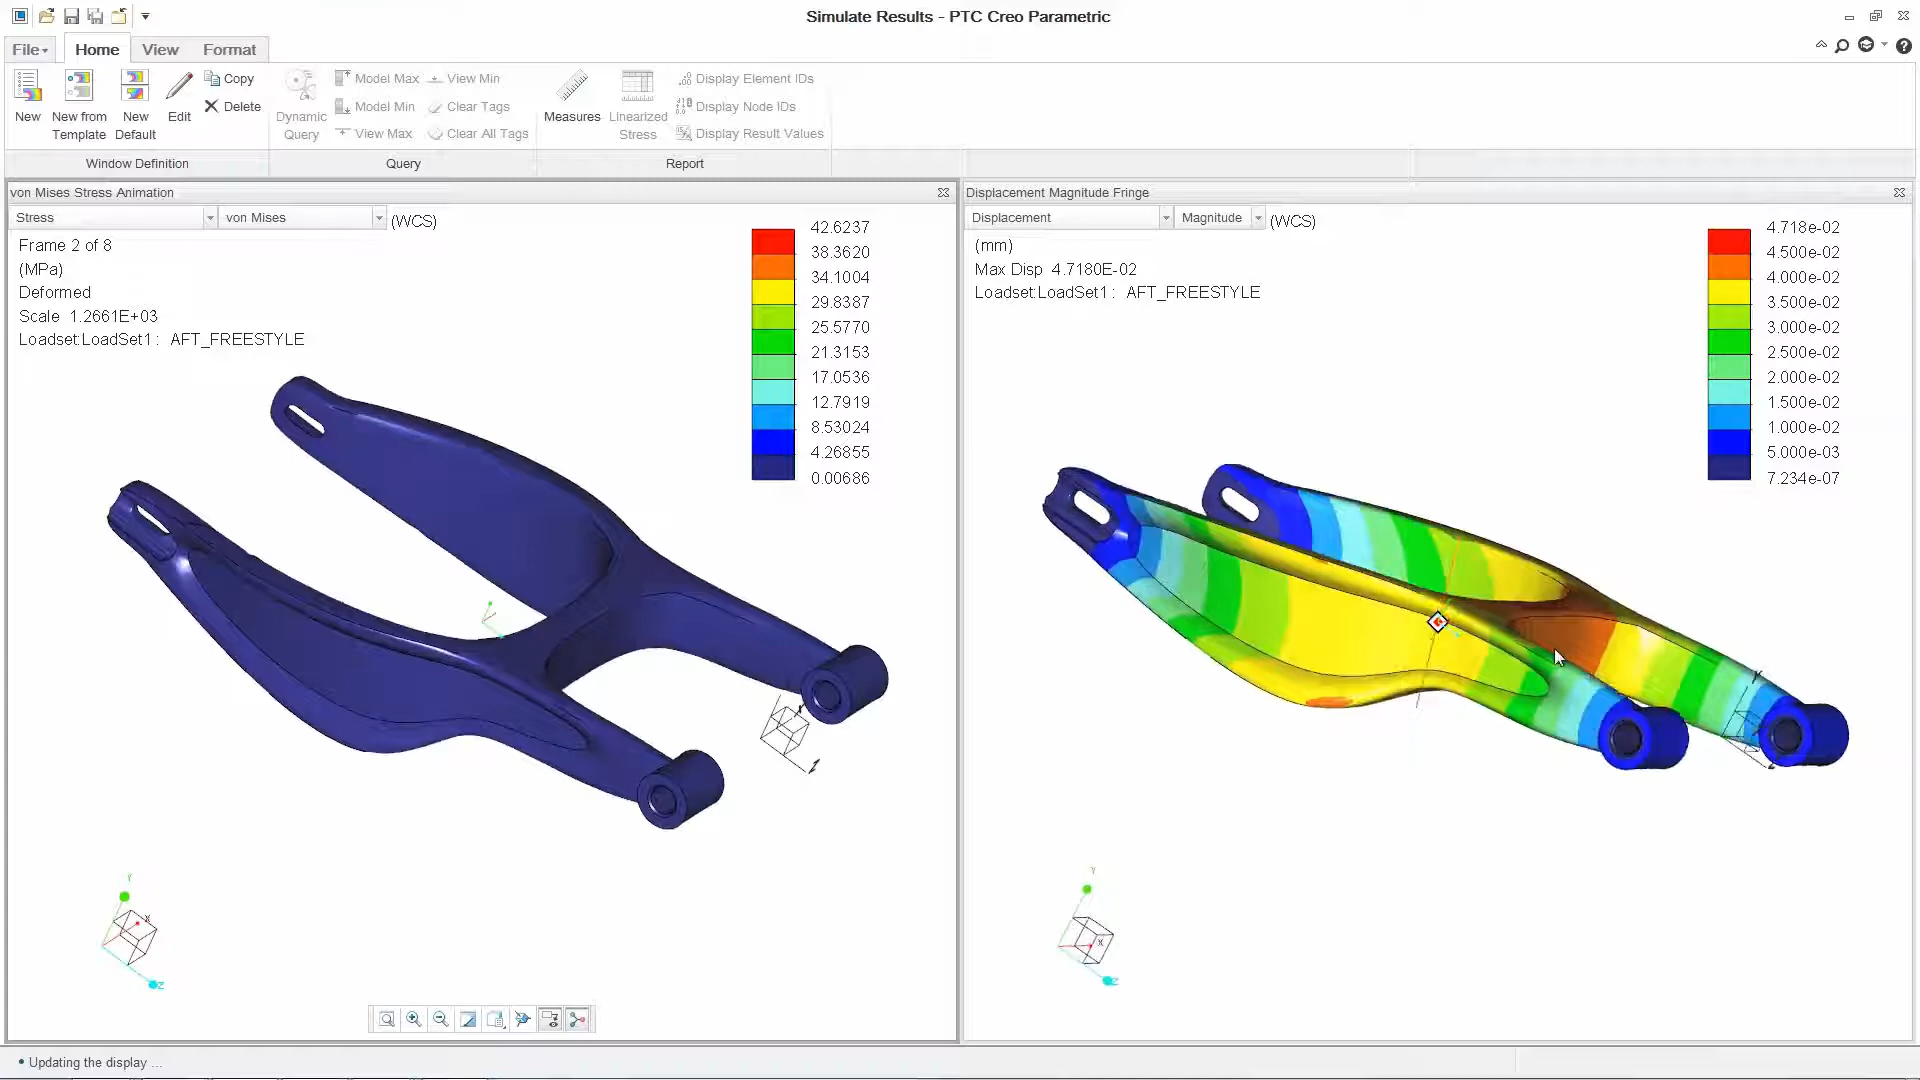 Simulate Results - PTC Creo Parametric
File Home View Format
New
New from Template
New Default
Edit
Copy
Delete
Dynamic Query
Model Max
Model Min
View Max
View Min
Clear Tags
Clear All Tags
Measures
Linearized Stress
Display Element IDs
Display Node IDs
Display Result Values
Window Definition
Query
Report
von Mises Stress Animation
Stress von Mises (WCS)
Frame 2 of 8
(MPa)
Deformed
Scale 1.2661E+03
Loadset:LoadSet1 : AFT_FREESTYLE
42.6237
38.3620
34.1004
29.8387
25.5770
21.3153
17.0536
12.7919
8.53024
4.26855
0.00686
Y
X
Z
Displacement Magnitude Fringe
Displacement Magnitude (WCS)
(mm)
Max Disp 4.7180E-02
Loadset:LoadSet1 : AFT_FREESTYLE
4.718e-02
4.500e-02
4.000e-02
3.500e-02
3.000e-02
2.500e-02
2.000e-02
1.500e-02
1.000e-02
5.000e-03
7.234e-07
Y
X
Z
Updating the display ...